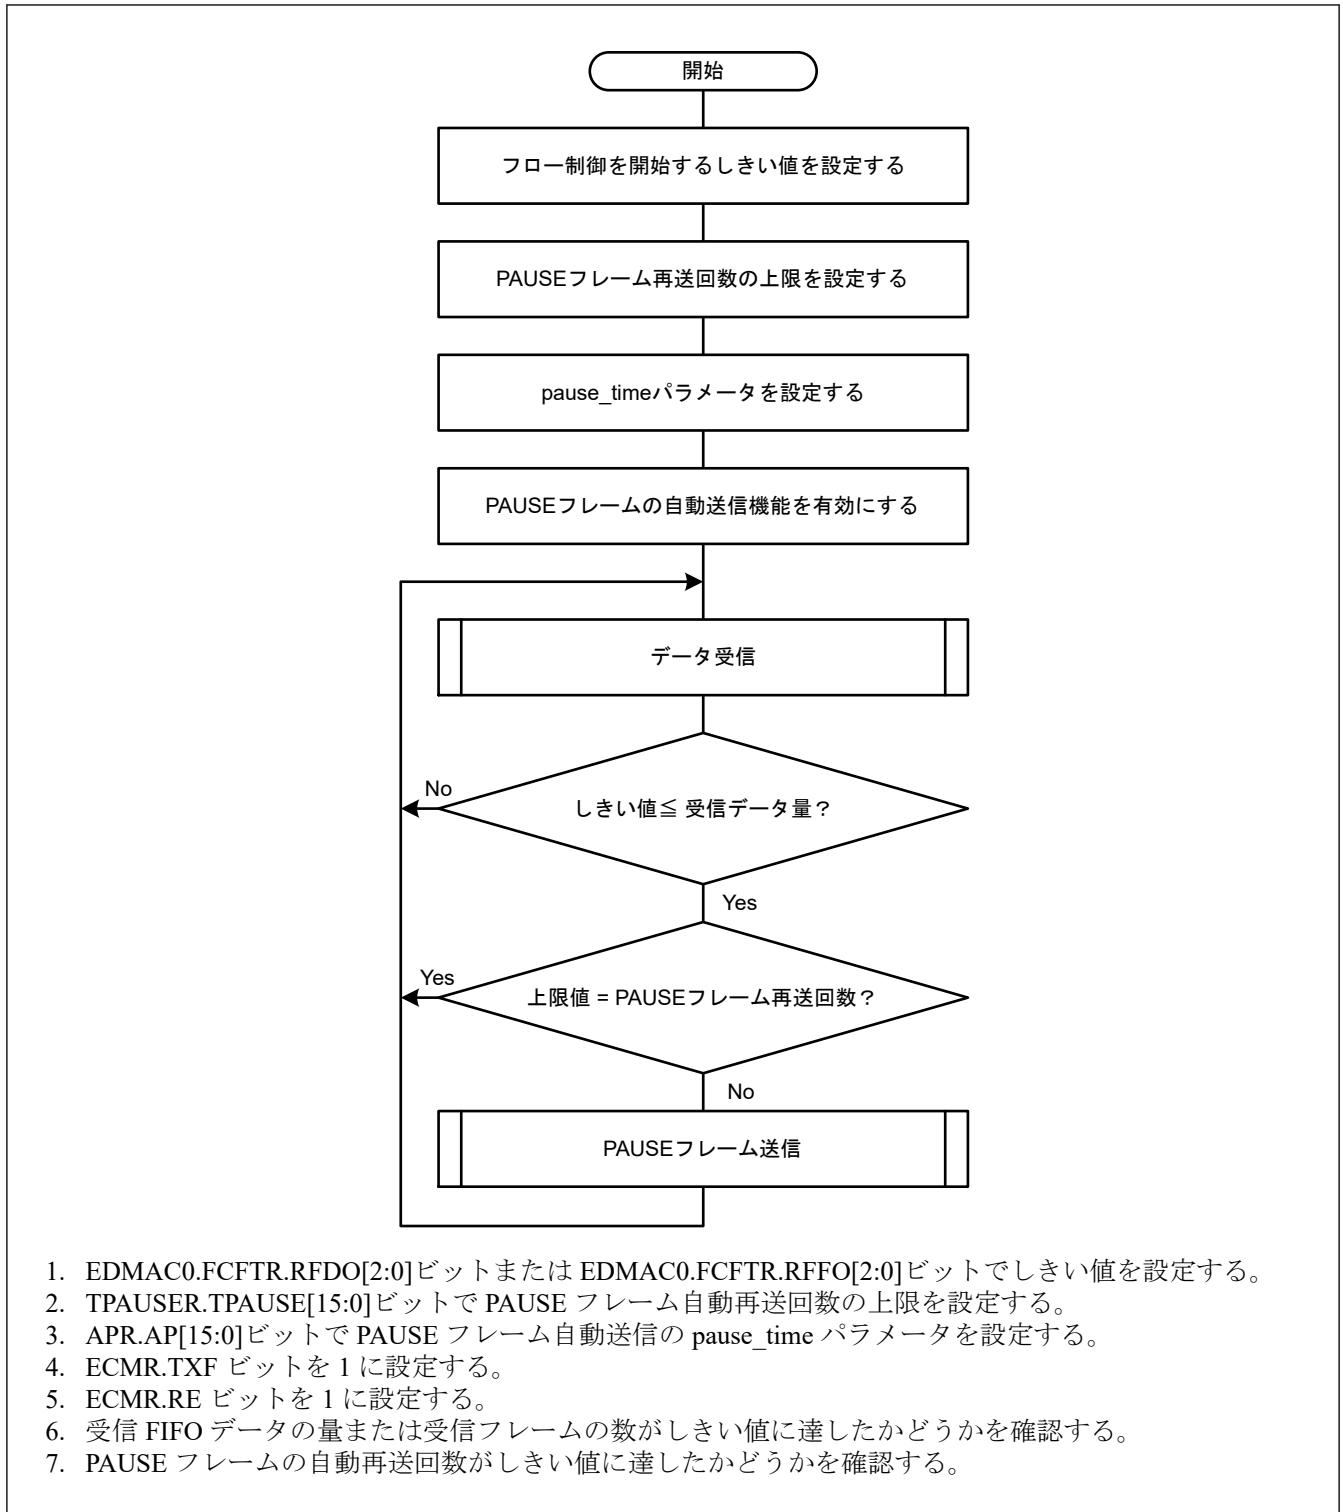 開始
フロー制御を開始するしきい値を設定する
PAUSEフレーム再送回数の上限を設定する
pause_timeパラメータを設定する
PAUSEフレームの自動送信機能を有効にする
データ受信
No
しきい値≦ 受信データ量？
Yes
Yes
上限値 = PAUSEフレーム再送回数？
No
PAUSEフレーム送信
1. EDMAC0.FCFTR.RFDO[2:0]ビットまたは EDMAC0.FCFTR.RFFO[2:0]ビットでしきい値を設定する。
2. TPAUSER.TPAUSE[15:0]ビットで PAUSE フレーム自動再送回数の上限を設定する。
3. APR.AP[15:0]ビットで PAUSE フレーム自動送信の pause_time パラメータを設定する。
4. ECMR.TXF ビットを 1 に設定する。
5. ECMR.RE ビットを 1 に設定する。
6. 受信 FIFO データの量または受信フレームの数がしきい値に達したかどうかを確認する。
7. PAUSE フレームの自動再送回数がしきい値に達したかどうかを確認する。